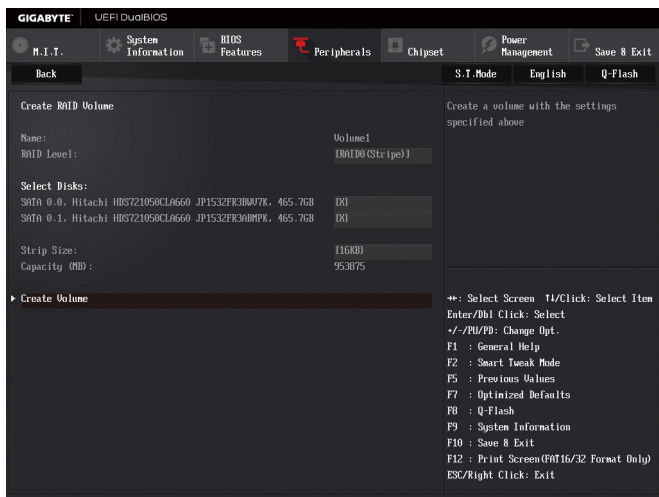 GIGABYTE™ UEFI DualBIOS
M.I.T. System Information BIOS Features Peripherals Chipset Power Management Save & Exit
Back S.T.Mode English Q-Flash
Create RAID Volume
Name: Volume1
RAID Level: [RAID0(Stripe)]
Select Disks:
SATA 0.0, Hitachi HDS721050CLA660 JP1532FR3BWV7K, 465.7GB [X]
SATA 0.1, Hitachi HDS721050CLA660 JP1532FR3ABMPK, 465.7GB [X]
Strip Size: [16KB]
Capacity (MB): 953875
Create Volume
Create a volume with the settings
specified above
→←: Select Screen ↑↓/Click: Select Item
Enter/Dbl Click: Select
+/-/PU/PD: Change Opt.
F1 : General Help
F2 : Smart Tweak Mode
F5 : Previous Values
F7 : Optimized Defaults
F8 : Q-Flash
F9 : System Information
F10 : Save & Exit
F12 : Print Screen(FAT16/32 Format Only)
ESC/Right Click: Exit